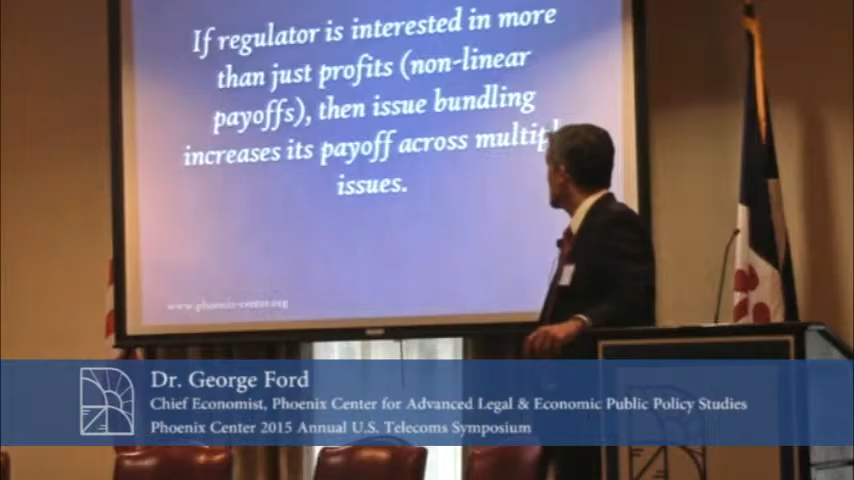 If regulator is interested in more
than just profits (non-linear
payoffs), then issue bundling
increases its payoff across
issues.
www.phoenix-center.org
Dr. George Ford
Chief Economist, Phoenix Center for Advanced Legal & Economic Public Policy Studies
Phoenix Center 2015 Annual U.S. Telecoms Symposium